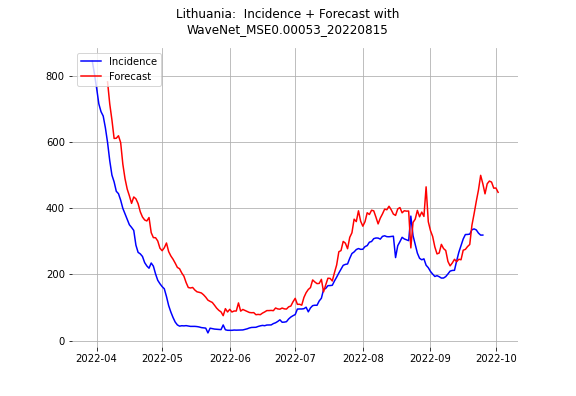 Lithuania:  Incidence + Forecast with
WaveNet_MSE0.00053_20220815
Incidence
Forecast
800
600
400
200
0
2022-04 2022-05 2022-06 2022-07 2022-08 2022-09 2022-10